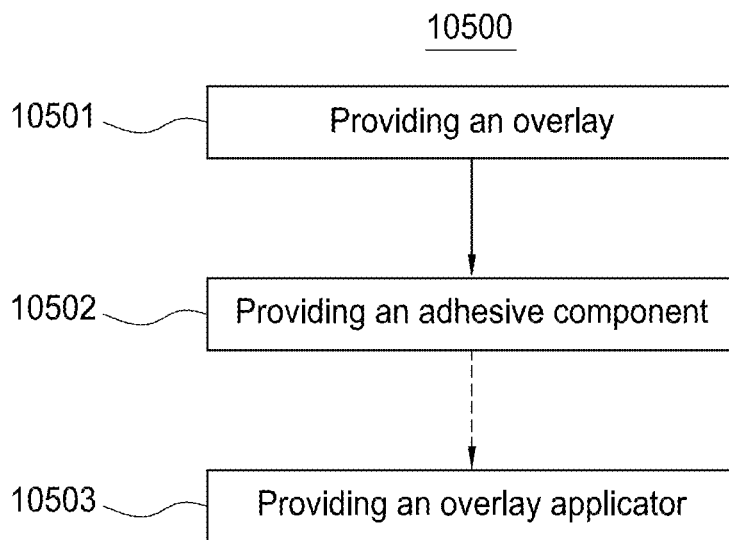 10500
10501 Providing an overlay
10502 Providing an adhesive component
10503 Providing an overlay applicator